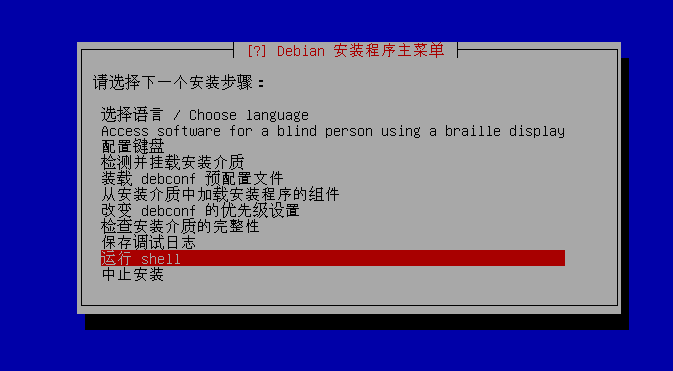 [?] Debian 安装程序主菜单
请选择下一个安装步骤：
选择语言 / Choose language
Access software for a blind person using a braille display
配置键盘
检测并挂载安装介质
装载 debconf 预配置文件
从安装介质中加载安装程序的组件
改变 debconf 的优先级设置
检查安装介质的完整性
保存调试日志
运行 shell
中止安装